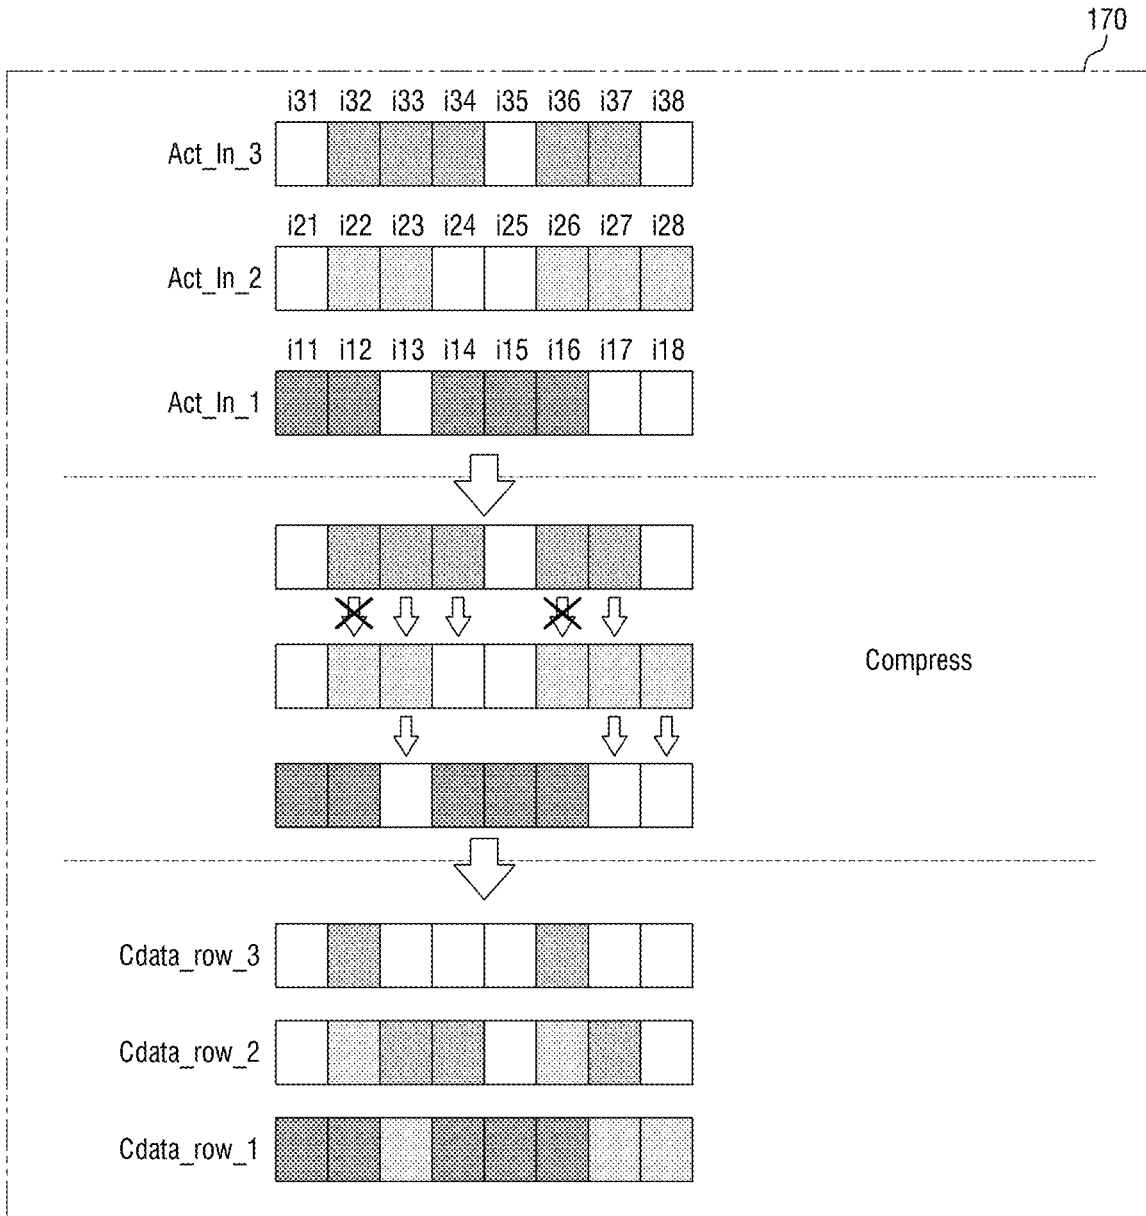 170
i31 i32 i33 i34 i35 i36 i37 i38
Act_In_3
i21 i22 i23 i24 i25 i26 i27 i28
Act_In_2
i11 i12 i13 i14 i15 i16 i17 i18
Act_In_1
Compress
Cdata_row_3
Cdata_row_2
Cdata_row_1